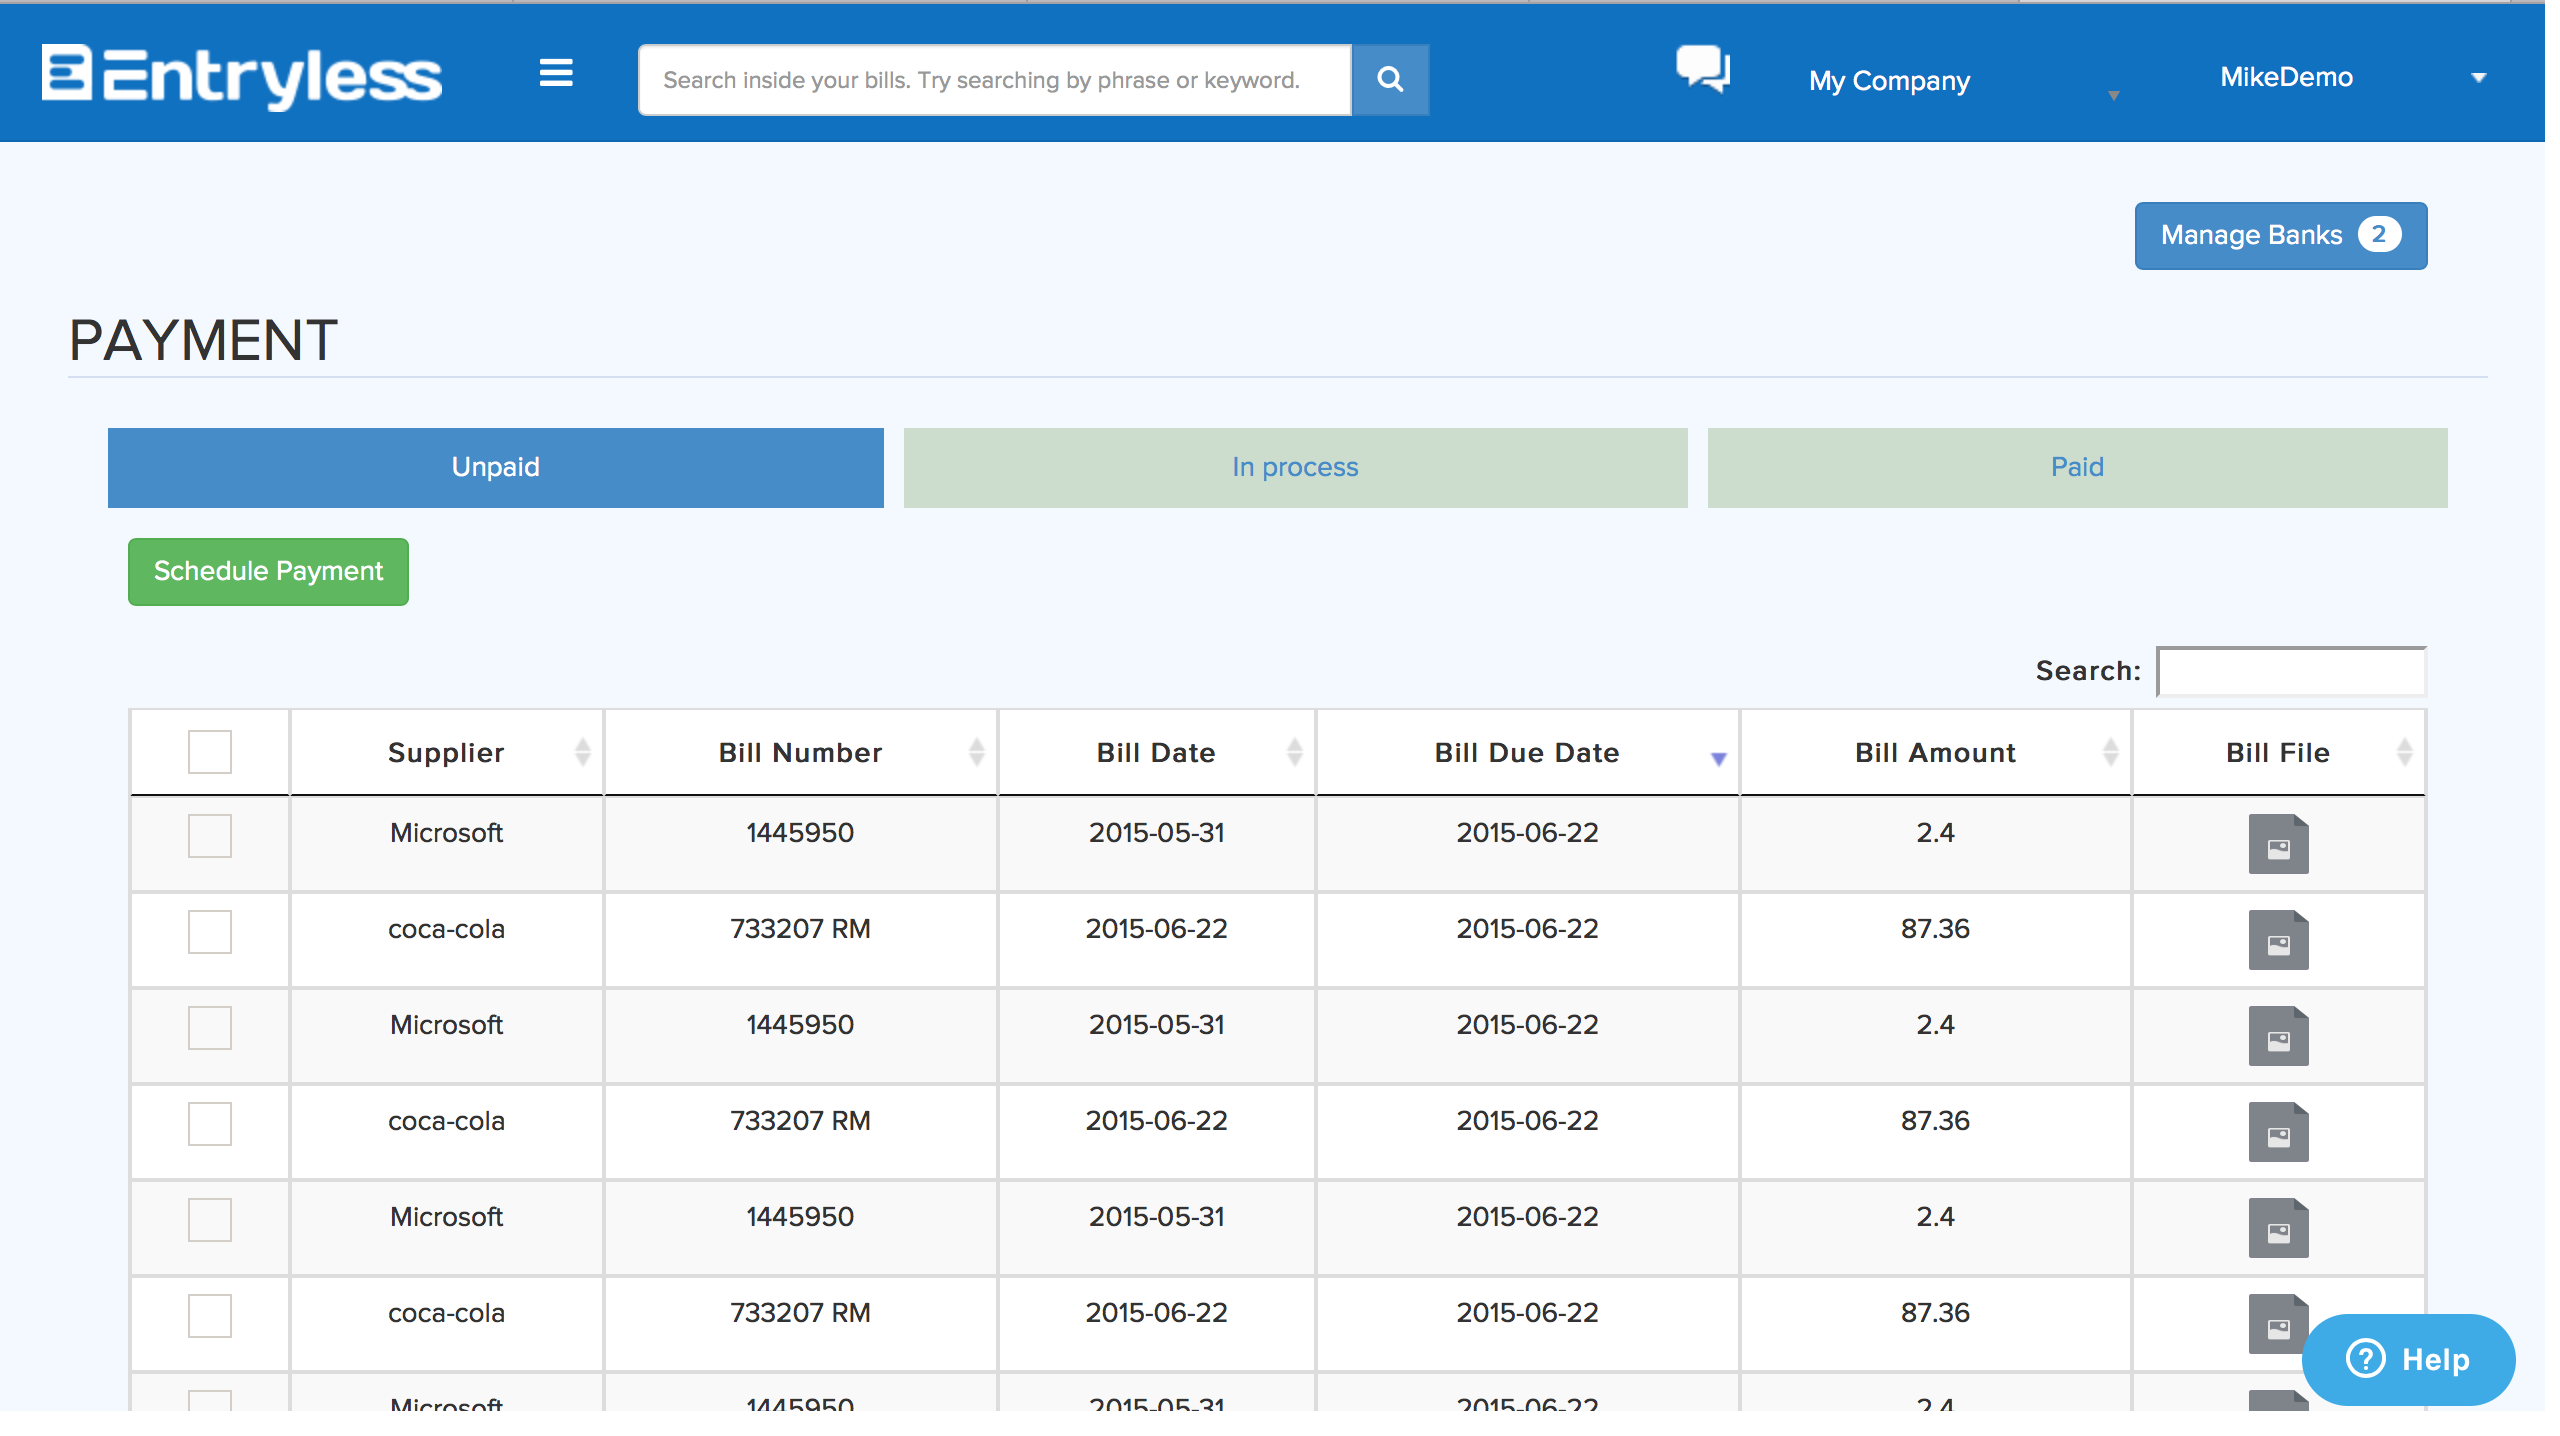 Entryless
Search inside your bills. Try searching by phrase or keyword.
My Company
MikeDemo
Manage Banks 2
PAYMENT
Unpaid In process Paid
Schedule Payment
Search:
Supplier Bill Number Bill Date Bill Due Date Bill Amount Bill File
Microsoft 1445950 2015-05-31 2015-06-22 2.4
coca-cola 733207 RM 2015-06-22 2015-06-22 87.36
Microsoft 1445950 2015-05-31 2015-06-22 2.4
coca-cola 733207 RM 2015-06-22 2015-06-22 87.36
Microsoft 1445950 2015-05-31 2015-06-22 2.4
coca-cola 733207 RM 2015-06-22 2015-06-22 87.36
Microsoft 1445950 2015-05-31 2015-06-22 2.4
? Help